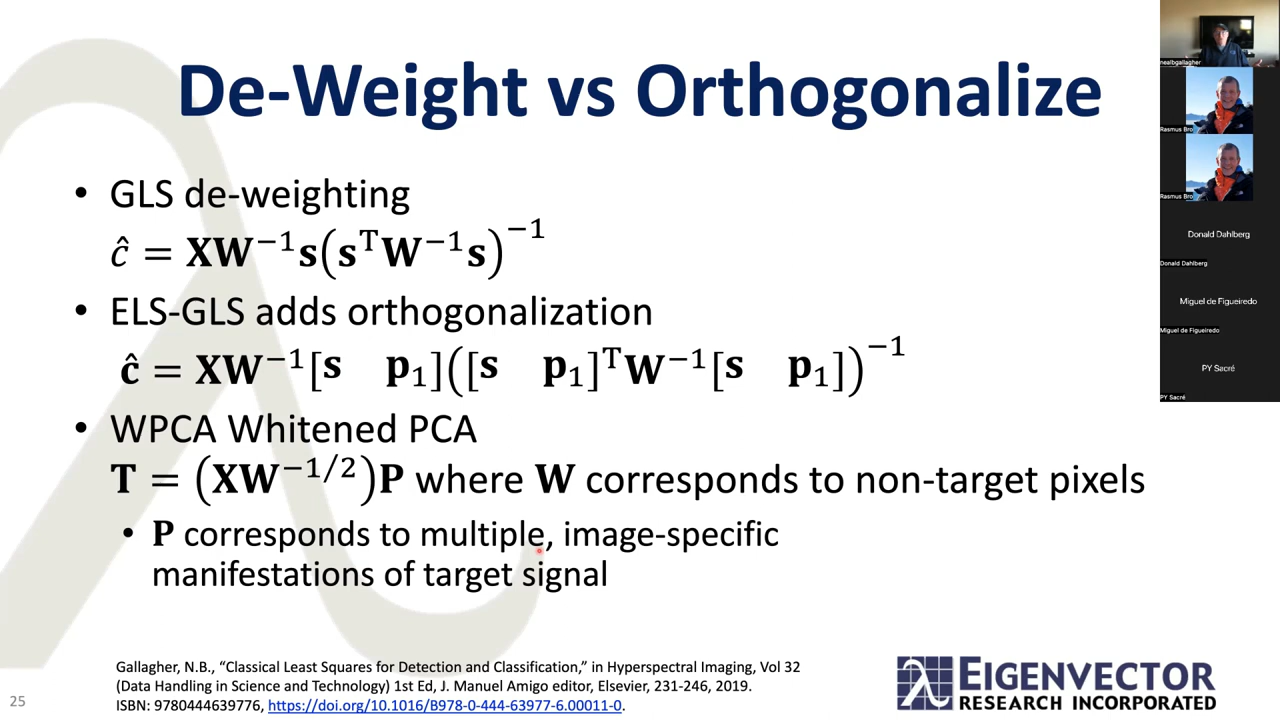 De-Weight vs Orthogonalize
• GLS de-weighting
ĉ = XW⁻¹s(sᵀW⁻¹s)⁻¹
• ELS-GLS adds orthogonalization
ĉ = XW⁻¹[s p₁]([s p₁]ᵀW⁻¹[s p₁])⁻¹
• WPCA Whitened PCA
T = (XW⁻¹/²)P where W corresponds to non-target pixels
• P corresponds to multiple, image-specific
manifestations of target signal
Gallagher, N.B., “Classical Least Squares for Detection and Classification,” in Hyperspectral Imaging, Vol 32
(Data Handling in Science and Technology) 1st Ed, J. Manuel Amigo editor, Elsevier, 231-246, 2019.
ISBN: 9780444639776, https://doi.org/10.1016/B978-0-444-63977-6.00011-0.
25
EIGENVECTOR
RESEARCH INCORPORATED
nealbgallagher
Rasmus Bro
Rasmus Bro
Donald Dahlberg
Donald Dahlberg
Miguel de Figueiredo
Miguel de Figueiredo
PY Sacré
PY Sacré